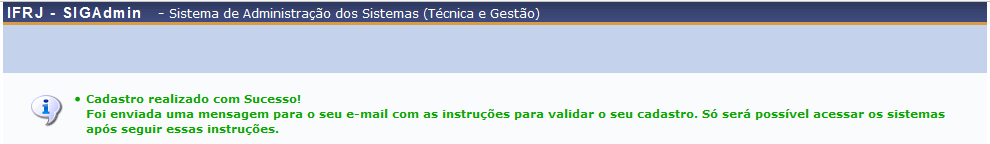 IFRJ - SIGAdmin - Sistema de Administração dos Sistemas (Técnica e Gestão)
• Cadastro realizado com Sucesso!
Foi enviada uma mensagem para o seu e-mail com as instruções para validar o seu cadastro. Só será possível acessar os sistemas
após seguir essas instruções.